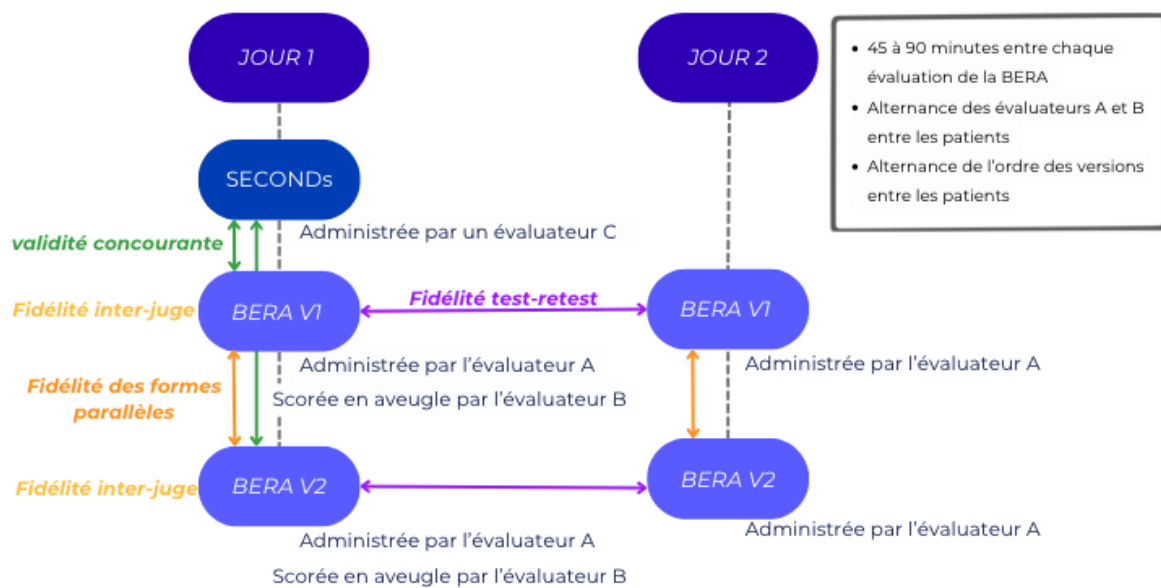 JOUR 1
JOUR 2
• 45 à 90 minutes entre chaque
évaluation de la BERA
• Alternance des évaluateurs A et B
entre les patients
• Alternance de l'ordre des versions
entre les patients
SECONDs
validité concourante
Administrée par un évaluateur C
Fidélité inter-juge
BERA V1
Fidélité test-retest
BERA V1
Administrée par l'évaluateur A
Scorée en aveugle par l'évaluateur B
Administrée par l'évaluateur A
Fidélité des formes
parallèles
Fidélité inter-juge
BERA V2
BERA V2
Administrée par l'évaluateur A
Scorée en aveugle par l'évaluateur B
Administrée par l'évaluateur A